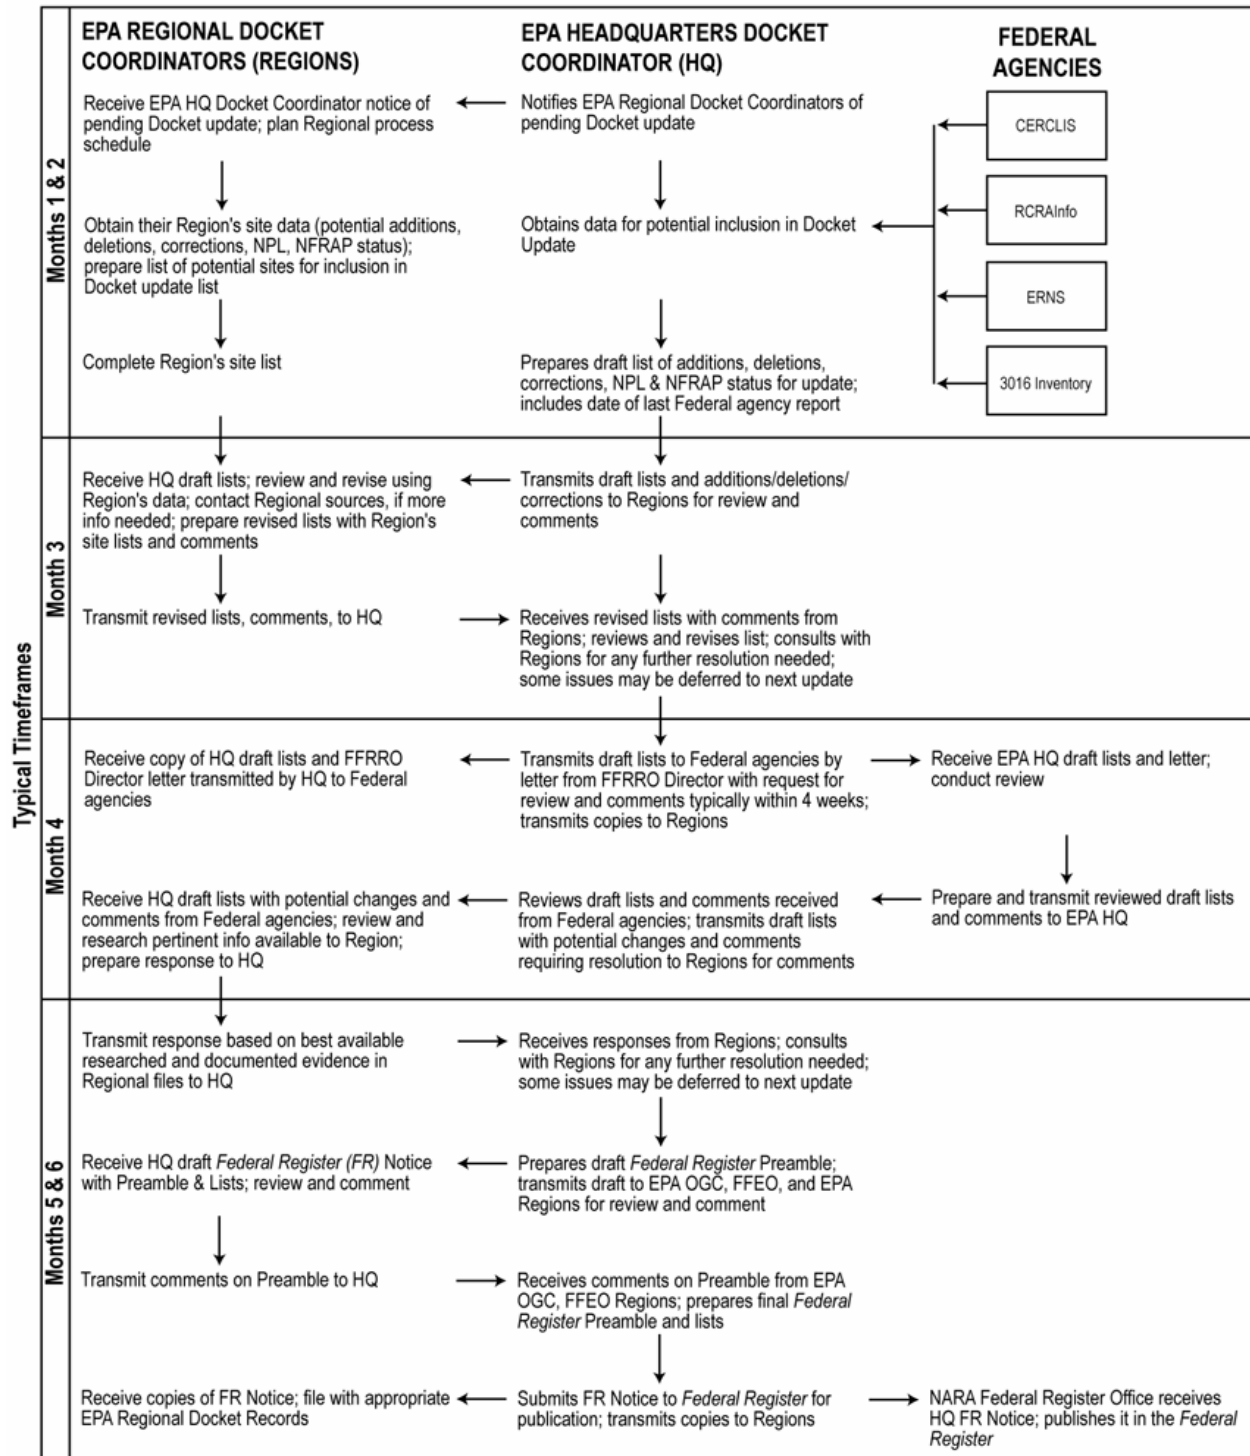 EPA REGIONAL DOCKET
COORDINATORS (REGIONS)
EPA HEADQUARTERS DOCKET
COORDINATOR (HQ)
FEDERAL
AGENCIES
Typical Timeframes
Months 1 & 2
Receive EPA HQ Docket Coordinator notice of
pending Docket update; plan Regional process
schedule
Notifies EPA Regional Docket Coordinators of
pending Docket update
CERCLIS
RCRAInfo
ERNS
3016 Inventory
Obtain their Region's site data (potential additions,
deletions, corrections, NPL, NFRAP status);
prepare list of potential sites for inclusion in
Docket update list
Obtains data for potential inclusion in Docket
Update
Complete Region's site list
Prepares draft list of additions, deletions,
corrections, NPL & NFRAP status for update;
includes date of last Federal agency report
Month 3
Receive HQ draft lists; review and revise using
Region's data; contact Regional sources, if more
info needed; prepare revised lists with Region's
site lists and comments
Transmits draft lists and additions/deletions/
corrections to Regions for review and
comments
Transmit revised lists, comments, to HQ
Receives revised lists with comments from
Regions; reviews and revises list; consults with
Regions for any further resolution needed;
some issues may be deferred to next update
Month 4
Receive copy of HQ draft lists and FFRRO
Director letter transmitted by HQ to Federal
agencies
Transmits draft lists to Federal agencies by
letter from FFRRO Director with request for
review and comments typically within 4 weeks;
transmits copies to Regions
Receive EPA HQ draft lists and letter;
conduct review
Receive HQ draft lists with potential changes and
comments from Federal agencies; review and
research pertinent info available to Region;
prepare response to HQ
Reviews draft lists and comments received
from Federal agencies; transmits draft lists
with potential changes and comments
requiring resolution to Regions for comments
Prepare and transmit reviewed draft lists
and comments to EPA HQ
Months 5 & 6
Transmit response based on best available
researched and documented evidence in
Regional files to HQ
Receives responses from Regions; consults
with Regions for any further resolution needed;
some issues may be deferred to next update
Receive HQ draft Federal Register (FR) Notice
with Preamble & Lists; review and comment
Prepares draft Federal Register Preamble;
transmits draft to EPA OGC, FFEO, and EPA
Regions for review and comment
Transmit comments on Preamble to HQ
Receives comments on Preamble from EPA
OGC, FFEO Regions; prepares final Federal
Register Preamble and lists
Receive copies of FR Notice; file with appropriate
EPA Regional Docket Records
Submits FR Notice to Federal Register for
publication; transmits copies to Regions
NARA Federal Register Office receives
HQ FR Notice; publishes it in the Federal
Register